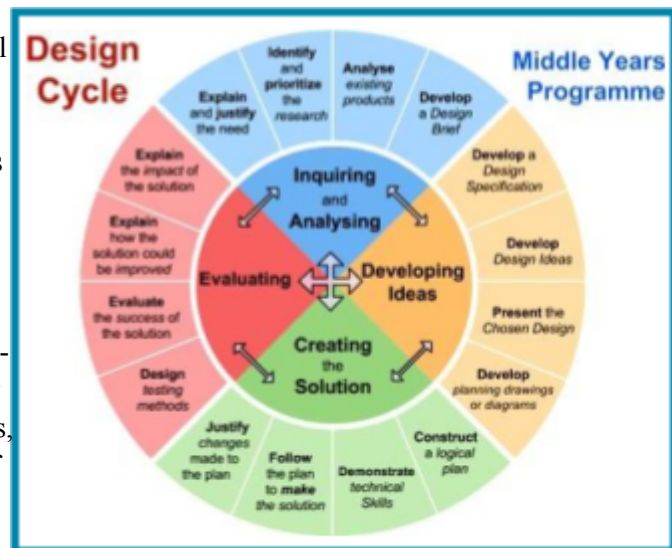 Design
Cycle
Middle Years
Programme
Explain
and justify
the need
Identify
and
prioritize
the
research
Analyse
existing
products
Develop
a Design
Brief
Develop a
Design
Specification
Develop
Design Ideas
Present the
Chosen Design
Develop
planning drawings
or diagrams
Construct
a logical
plan
Demonstrate
technical
Skills
Follow
the plan
to make
the solution
Justify
changes
made to
the plan
Design
testing
methods
Evaluate
the success of
the solution
Explain
how the
solution could
be improved
Explain
the impact of
the solution
Inquiring
and
Analysing
Developing
Ideas
Creating
the
Solution
Evaluating